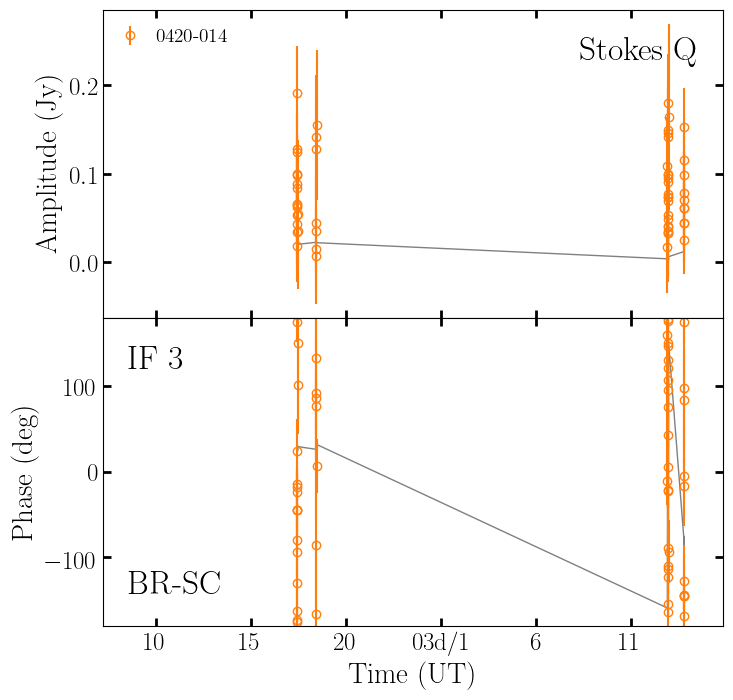 0420-014
Stokes Q
Amplitude (Jy)
0.2
0.1
0.0
IF 3
BR-SC
Phase (deg)
100
0
−100
10 15 20 03d/1 6 11
Time (UT)